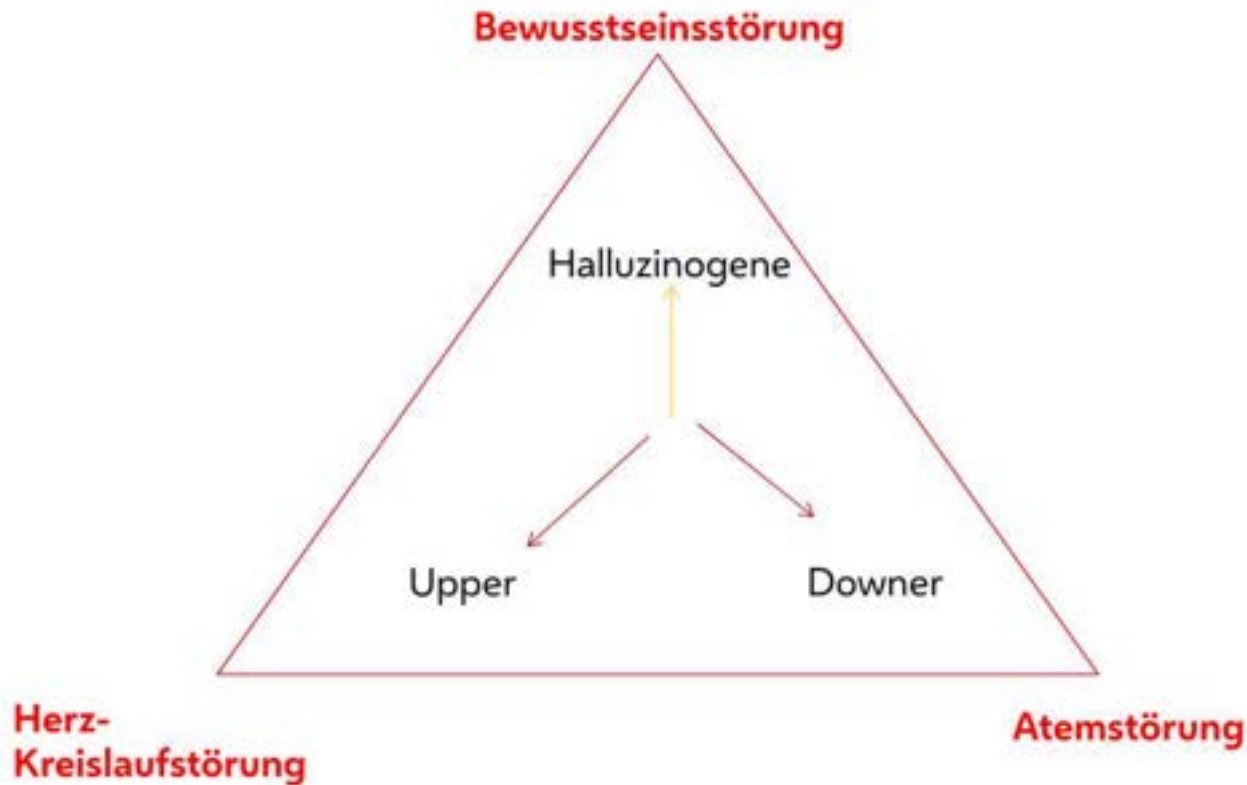 Bewusstseinsstörung
Halluzinogene
Upper
Downer
Herz-
Kreislaufstörung
Atemstörung